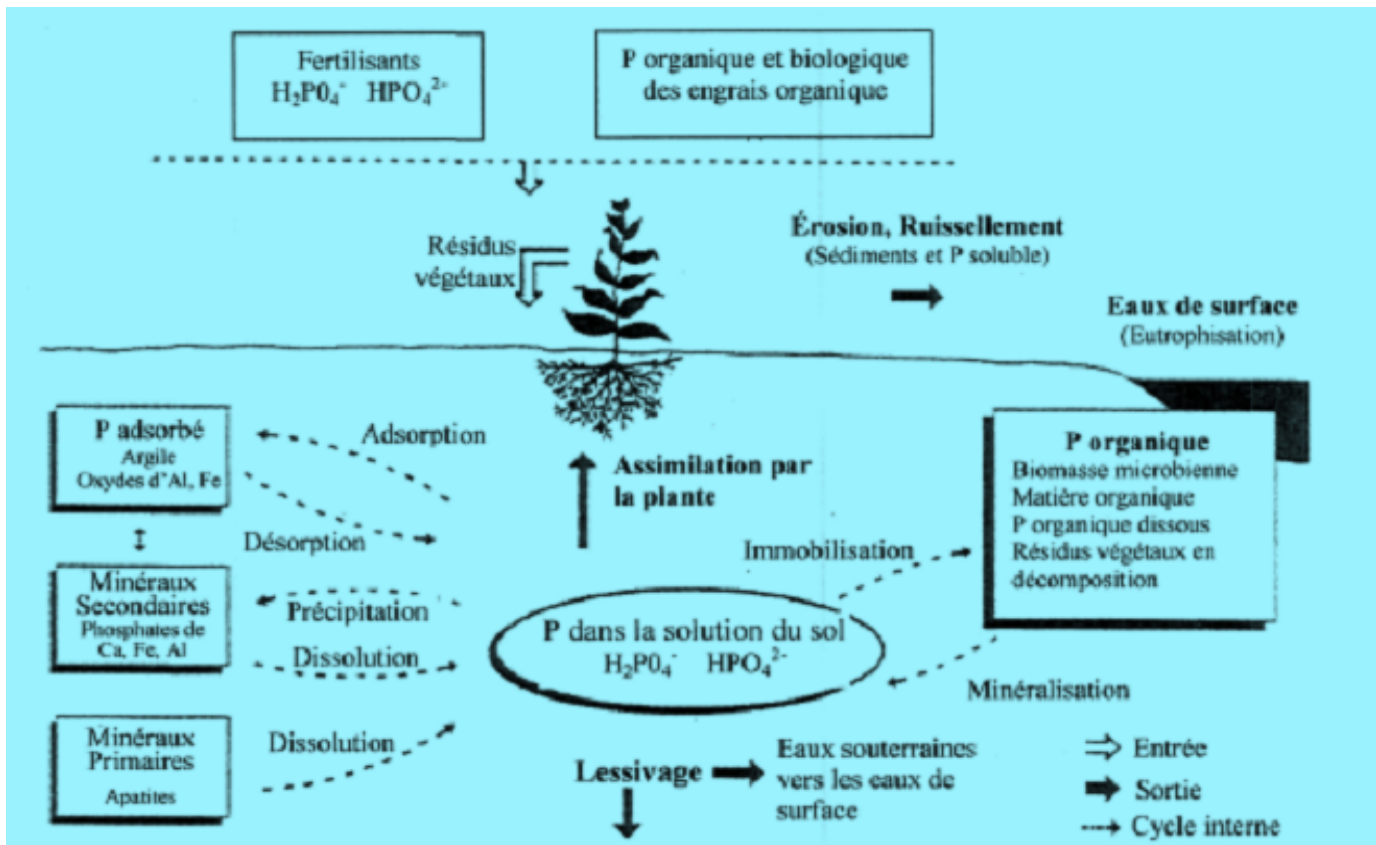 Fertilisants
H₂P0₄⁻ HPO₄²⁻
P organique et biologique
des engrais organique
Résidus
végétaux
Érosion, Ruissellement
(Sédiments et P soluble)
Eaux de surface
(Eutrophisation)
P adsorbé
Argile
Oxydes d'Al, Fe
Adsorption
Désorption
Assimilation par
la plante
P organique
Biomasse microbienne
Matière organique
P organique dissous
Résidus végétaux en
décomposition
Immobilisation
Minéraux
Secondaires
Phosphates de
Ca, Fe, Al
Précipitation
Dissolution
P dans la solution du sol
H₂P0₄⁻ HPO₄²⁻
Minéralisation
Minéraux
Primaires
Apatites
Dissolution
Lessivage
Eaux souterraines
vers les eaux de
surface
Entrée
Sortie
Cycle interne